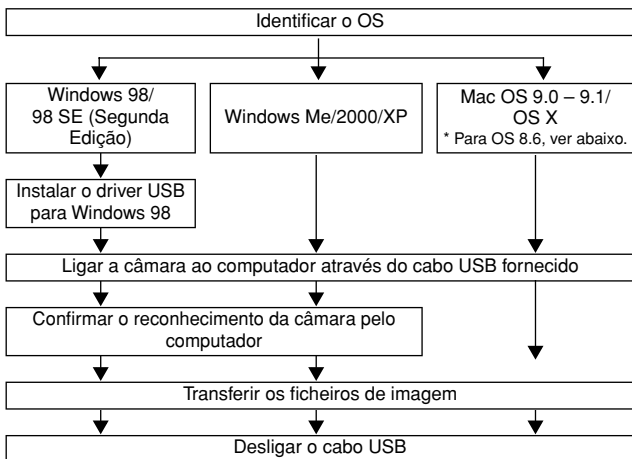 Identificar o OS
Windows 98/
98 SE (Segunda
Edição)
Windows Me/2000/XP
Mac OS 9.0 – 9.1/
OS X
* Para OS 8.6, ver abaixo.
Instalar o driver USB
para Windows 98
Ligar a câmara ao computador através do cabo USB fornecido
Confirmar o reconhecimento da câmara pelo
computador
Transferir os ficheiros de imagem
Desligar o cabo USB